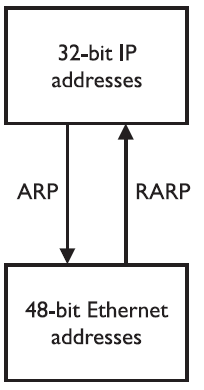 32-bit IP
addresses
ARP
RARP
48-bit Ethernet
addresses